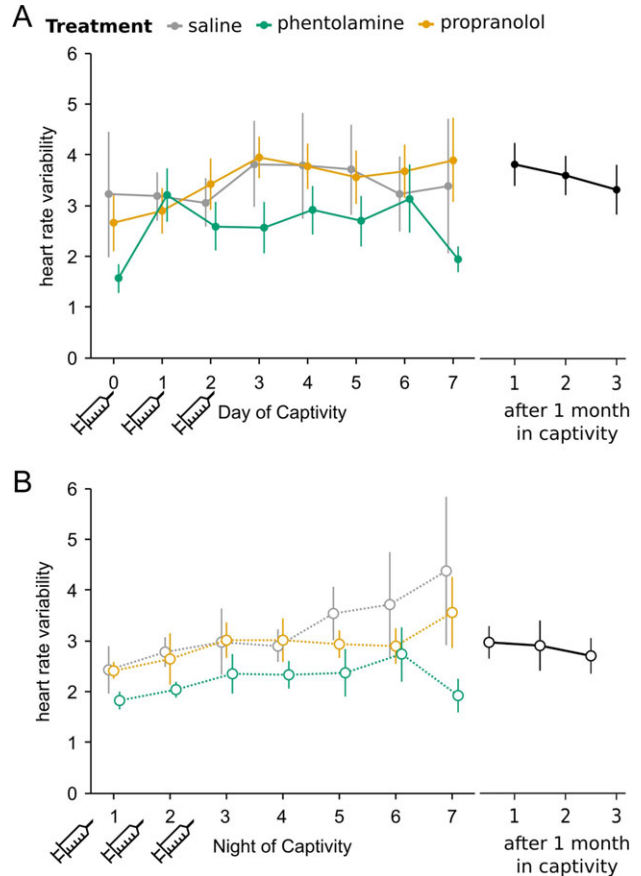 A
Treatment saline phentolamine propranolol
6
5
4
3
2
1
0
heart rate variability
0 1 2 3 4 5 6 7 1 2 3
Day of Captivity
after 1 month
in captivity
B
6
5
4
3
2
1
0
heart rate variability
1 2 3 4 5 6 7 1 2 3
Night of Captivity
after 1 month
in captivity